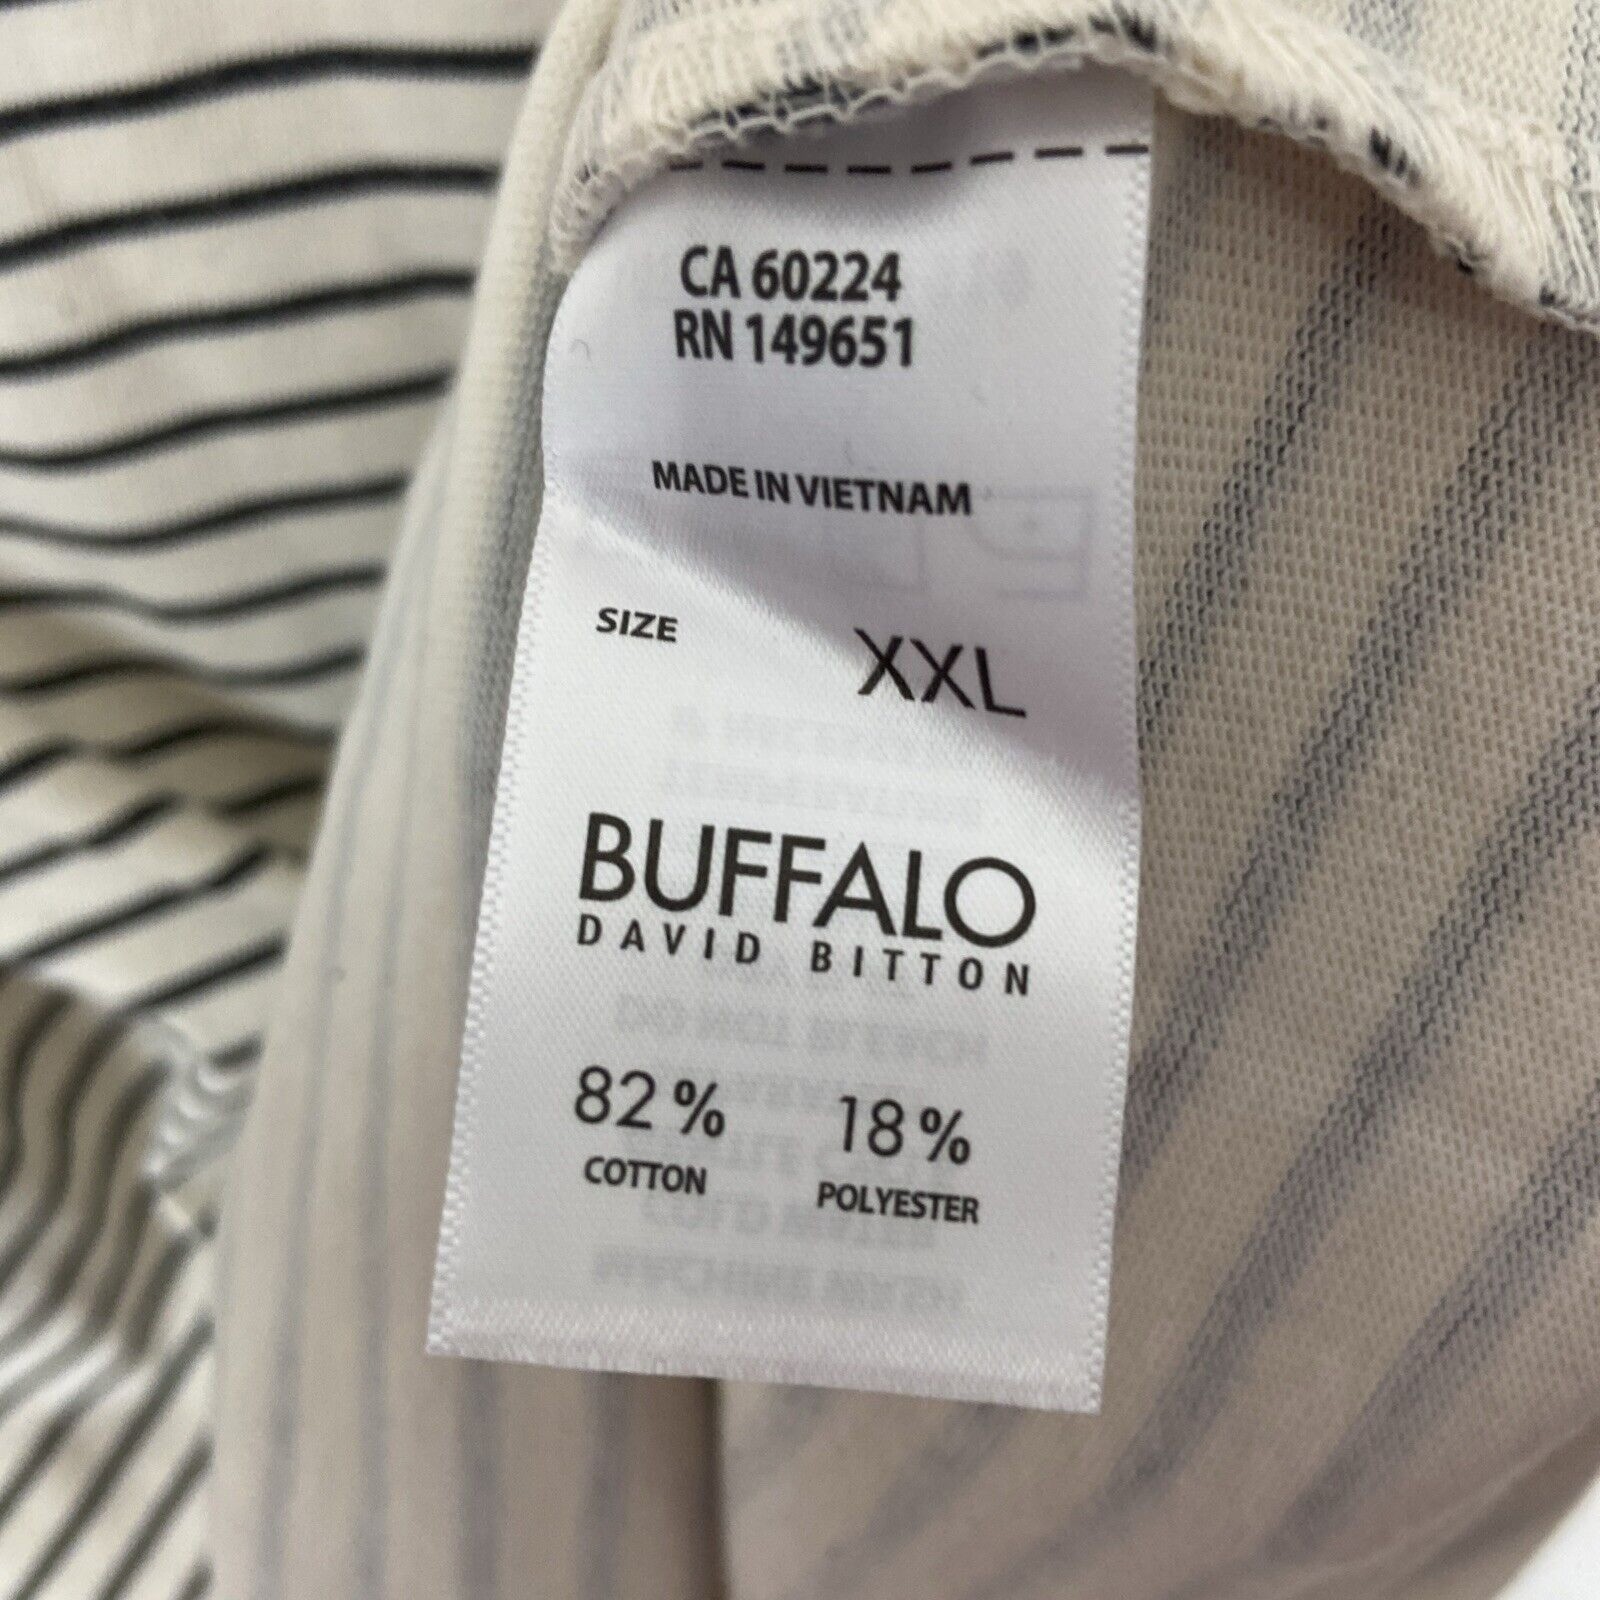 CA 60224
RN 149651
MADE IN VIETNAM
SIZE XXL
BUFFALO
DAVID BITTON
82 % 18 %
COTTON POLYESTER